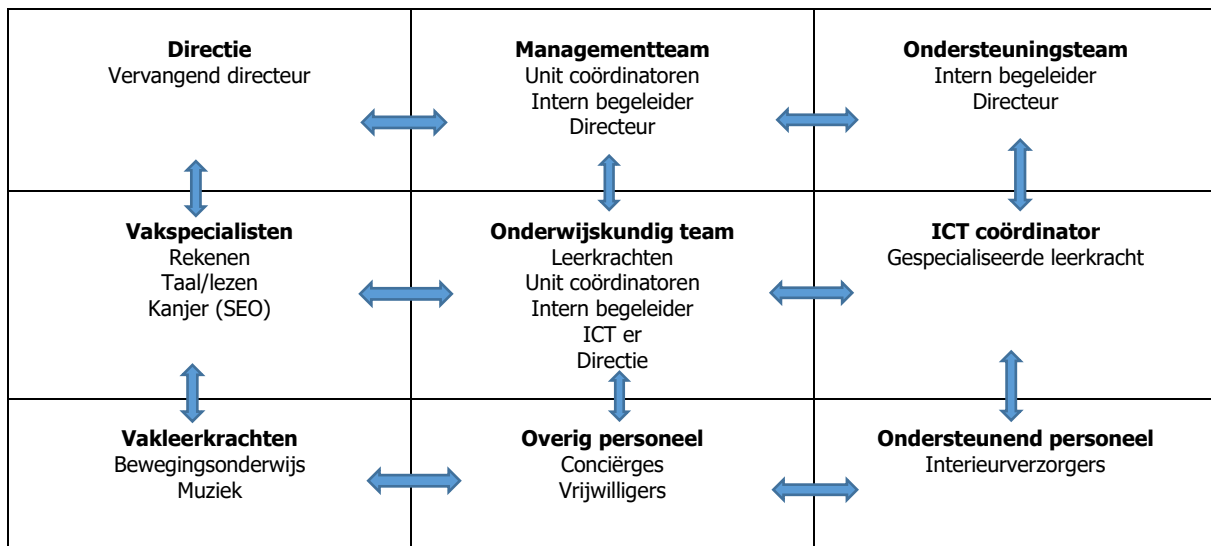 Directie
Vervangend directeur
Managementteam
Unit coördinatoren
Intern begeleider
Directeur
Ondersteuningsteam
Intern begeleider
Directeur
Vakspecialisten
Rekenen
Taal/lezen
Kanjer (SEO)
Onderwijskundig team
Leerkrachten
Unit coördinatoren
Intern begeleider
ICT er
Directie
ICT coördinator
Gespecialiseerde leerkracht
Vakleerkrachten
Bewegingsonderwijs
Muziek
Overig personeel
Conciërges
Vrijwilligers
Ondersteunend personeel
Interieurverzorgers